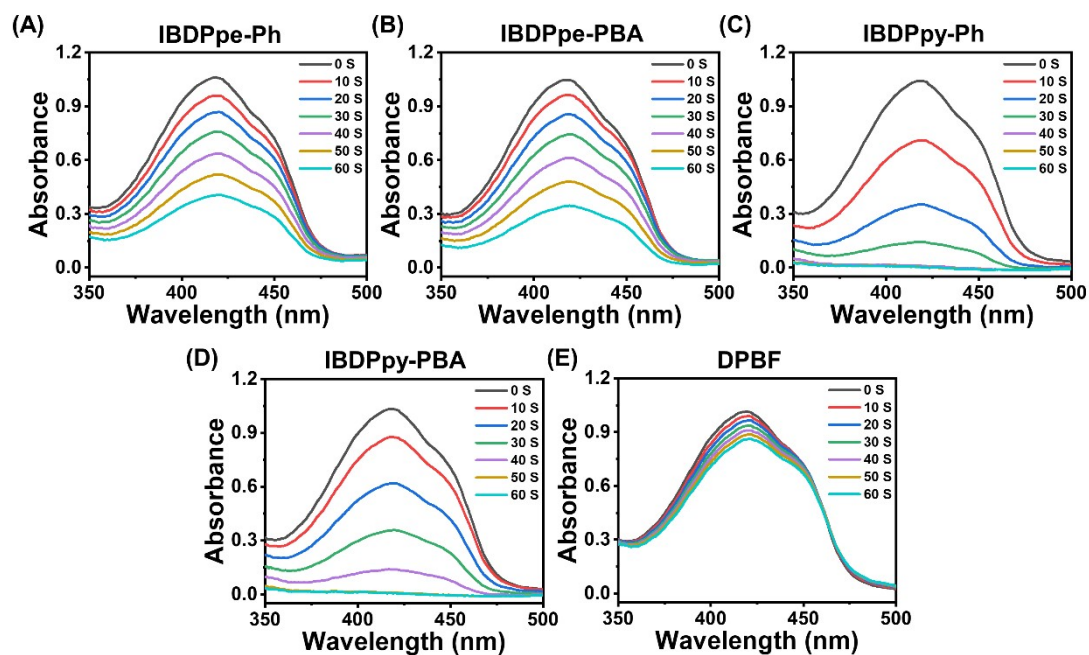 (A)
IBDPpe-Ph
1.2
0.9
0.6
0.3
0.0
Absorbance
0 S
10 S
20 S
30 S
40 S
50 S
60 S
350
400
450
500
Wavelength (nm)
(B)
IBDPpe-PBA
1.2
0.9
0.6
0.3
0.0
Absorbance
0 S
10 S
20 S
30 S
40 S
50 S
60 S
350
400
450
500
Wavelength (nm)
(C)
IBDPpy-Ph
1.2
0.9
0.6
0.3
0.0
Absorbance
0 S
10 S
20 S
30 S
40 S
50 S
60 S
350
400
450
500
Wavelength (nm)
(D)
IBDPpy-PBA
1.2
0.9
0.6
0.3
0.0
Absorbance
0 S
10 S
20 S
30 S
40 S
50 S
60 S
350
400
450
500
Wavelength (nm)
(E)
DPBF
1.2
0.9
0.6
0.3
0.0
Absorbance
0 S
10 S
20 S
30 S
40 S
50 S
60 S
350
400
450
500
Wavelength (nm)